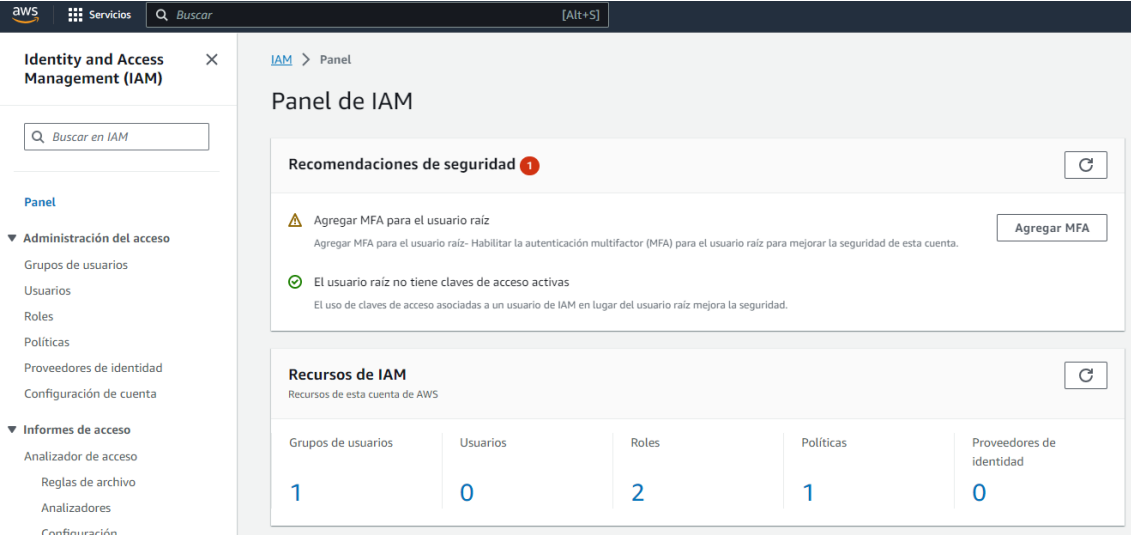 aws
Servicios
Buscar
[Alt+S]
Identity and Access
Management (IAM)
Buscar en IAM
Panel
Administración del acceso
Grupos de usuarios
Usuarios
Roles
Políticas
Proveedores de identidad
Configuración de cuenta
Informes de acceso
Analizador de acceso
Reglas de archivo
Analizadores
Configuración
IAM > Panel
Panel de IAM
Recomendaciones de seguridad 1
Agregar MFA para el usuario raíz
Agregar MFA para el usuario raíz- Habilitar la autenticación multifactor (MFA) para el usuario raíz para mejorar la seguridad de esta cuenta.
Agregar MFA
El usuario raíz no tiene claves de acceso activas
El uso de claves de acceso asociadas a un usuario de IAM en lugar del usuario raíz mejora la seguridad.
Recursos de IAM
Recursos de esta cuenta de AWS
Grupos de usuarios
1
Usuarios
0
Roles
2
Políticas
1
Proveedores de
identidad
0